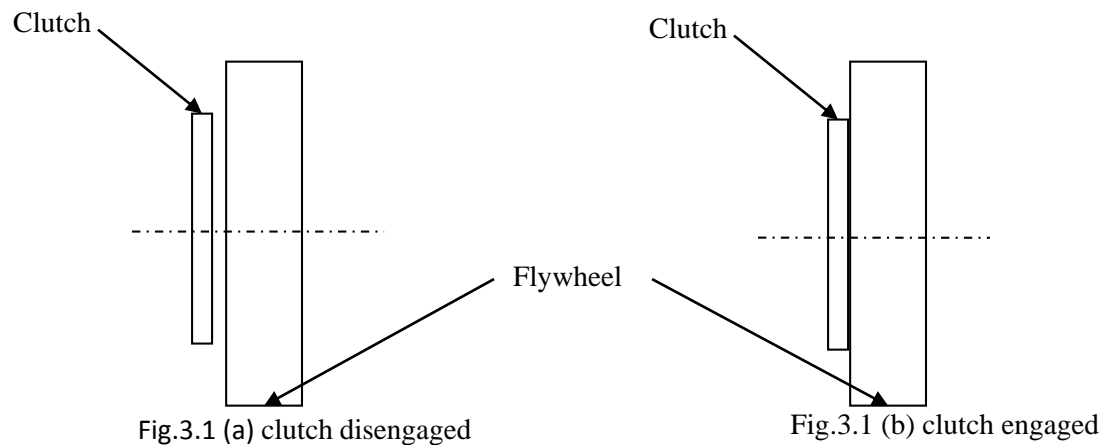 Clutch
Clutch
Flywheel
Fig.3.1 (a) clutch disengaged
Fig.3.1 (b) clutch engaged